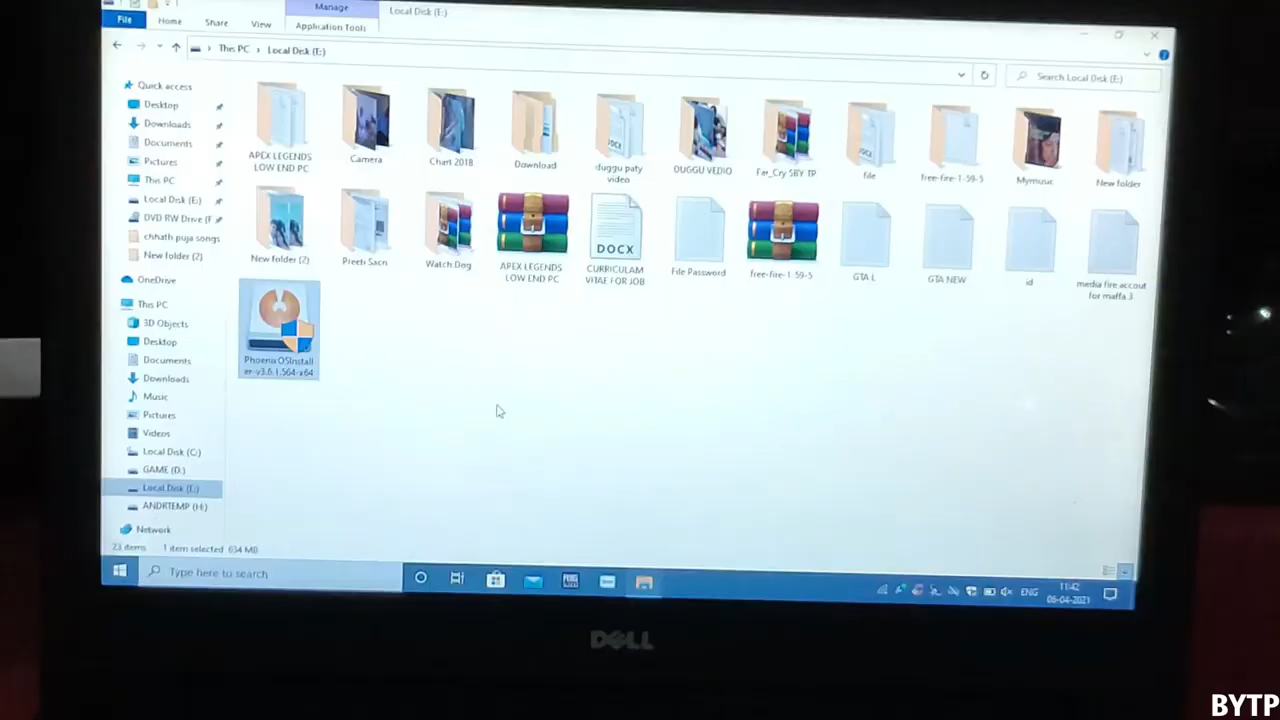 Manage
Local Disk (E:)
File
Home
Share
View
Application Tools
This PC
Local Disk (E:)
Search Local Disk (E:)
Quick access
Desktop
Downloads
Documents
Pictures
This PC
Local Disk (E:)
DVD RW Drive (F
chhath puja songs
New folder (2)
OneDrive
This PC
3D Objects
Desktop
Documents
Downloads
Music
Pictures
Videos
Local Disk (C:)
GAME (D:)
Local Disk (E:)
ANDRTEMP (H:)
Network
APEX LEGENDS
LOW END PC
Camera
Chart 2018
Download
duggu paty
video
DUGGU VEDIO
Far_Cry 5BY TP
file
free-fire-1-59-5
Mymusic
New folder
New folder (2)
Preeti Sacn
Watch Dog
APEX LEGENDS
LOW END PC
DOCX
CURRICULAM
VITAE FOR JOB
File Password
free-fire-1-59-5
GTA L
GTA NEW
id
media fire accout
for maffa 3
PhoenixOSInstall
er-v3.6.1.564-x64
23 items
1 item selected
634 MB
Type here to search
ENG
11:42
06-04-2021
DELL
BYTP